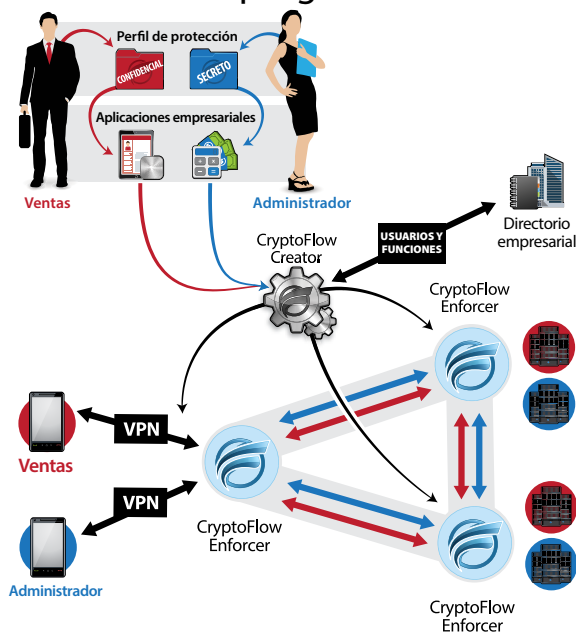 Perfil de protección
CONFIDENCIAL
SECRETO
Aplicaciones empresariales
Ventas
Administrador
USUARIOS Y
FUNCIONES
Directorio
empresarial
CryptoFlow
Creator
CryptoFlow
Enforcer
VPN
Ventas
VPN
CryptoFlow
Enforcer
Administrador
CryptoFlow
Enforcer